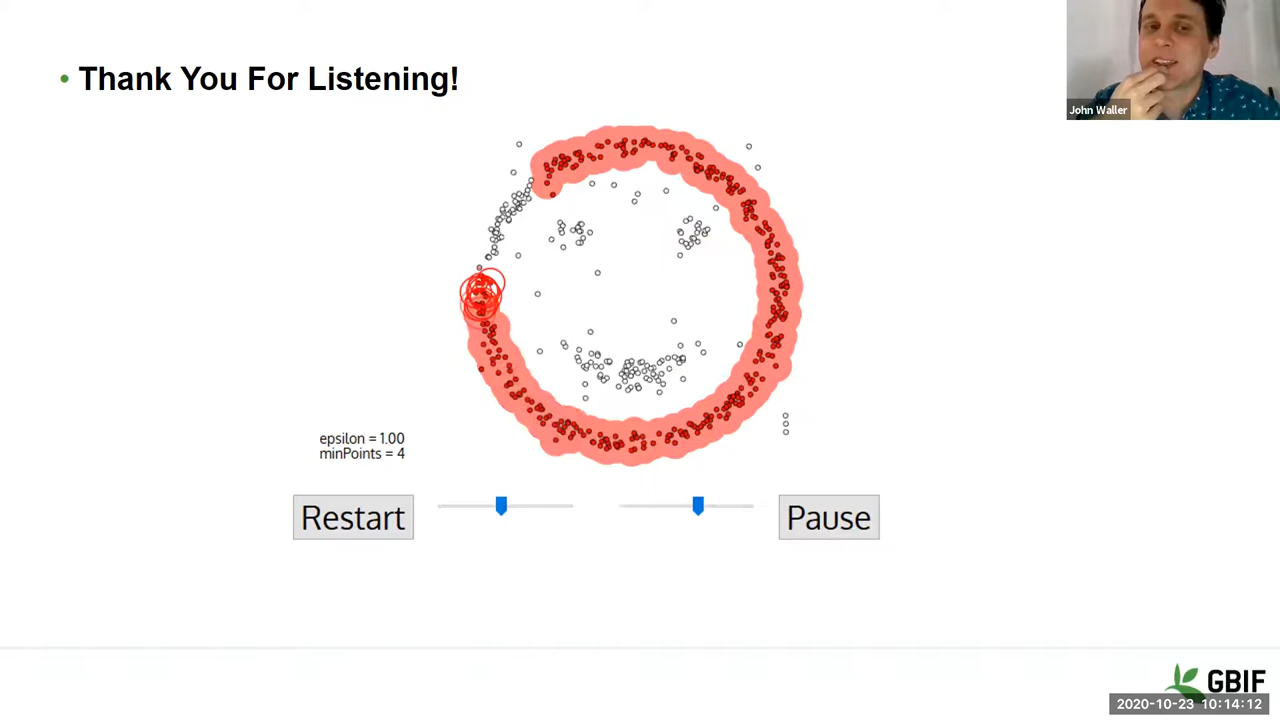 • Thank You For Listening!
John Waller
epsilon = 1.00
minPoints = 4
Restart
Pause
GBIF
2020-10-23 10:14:12